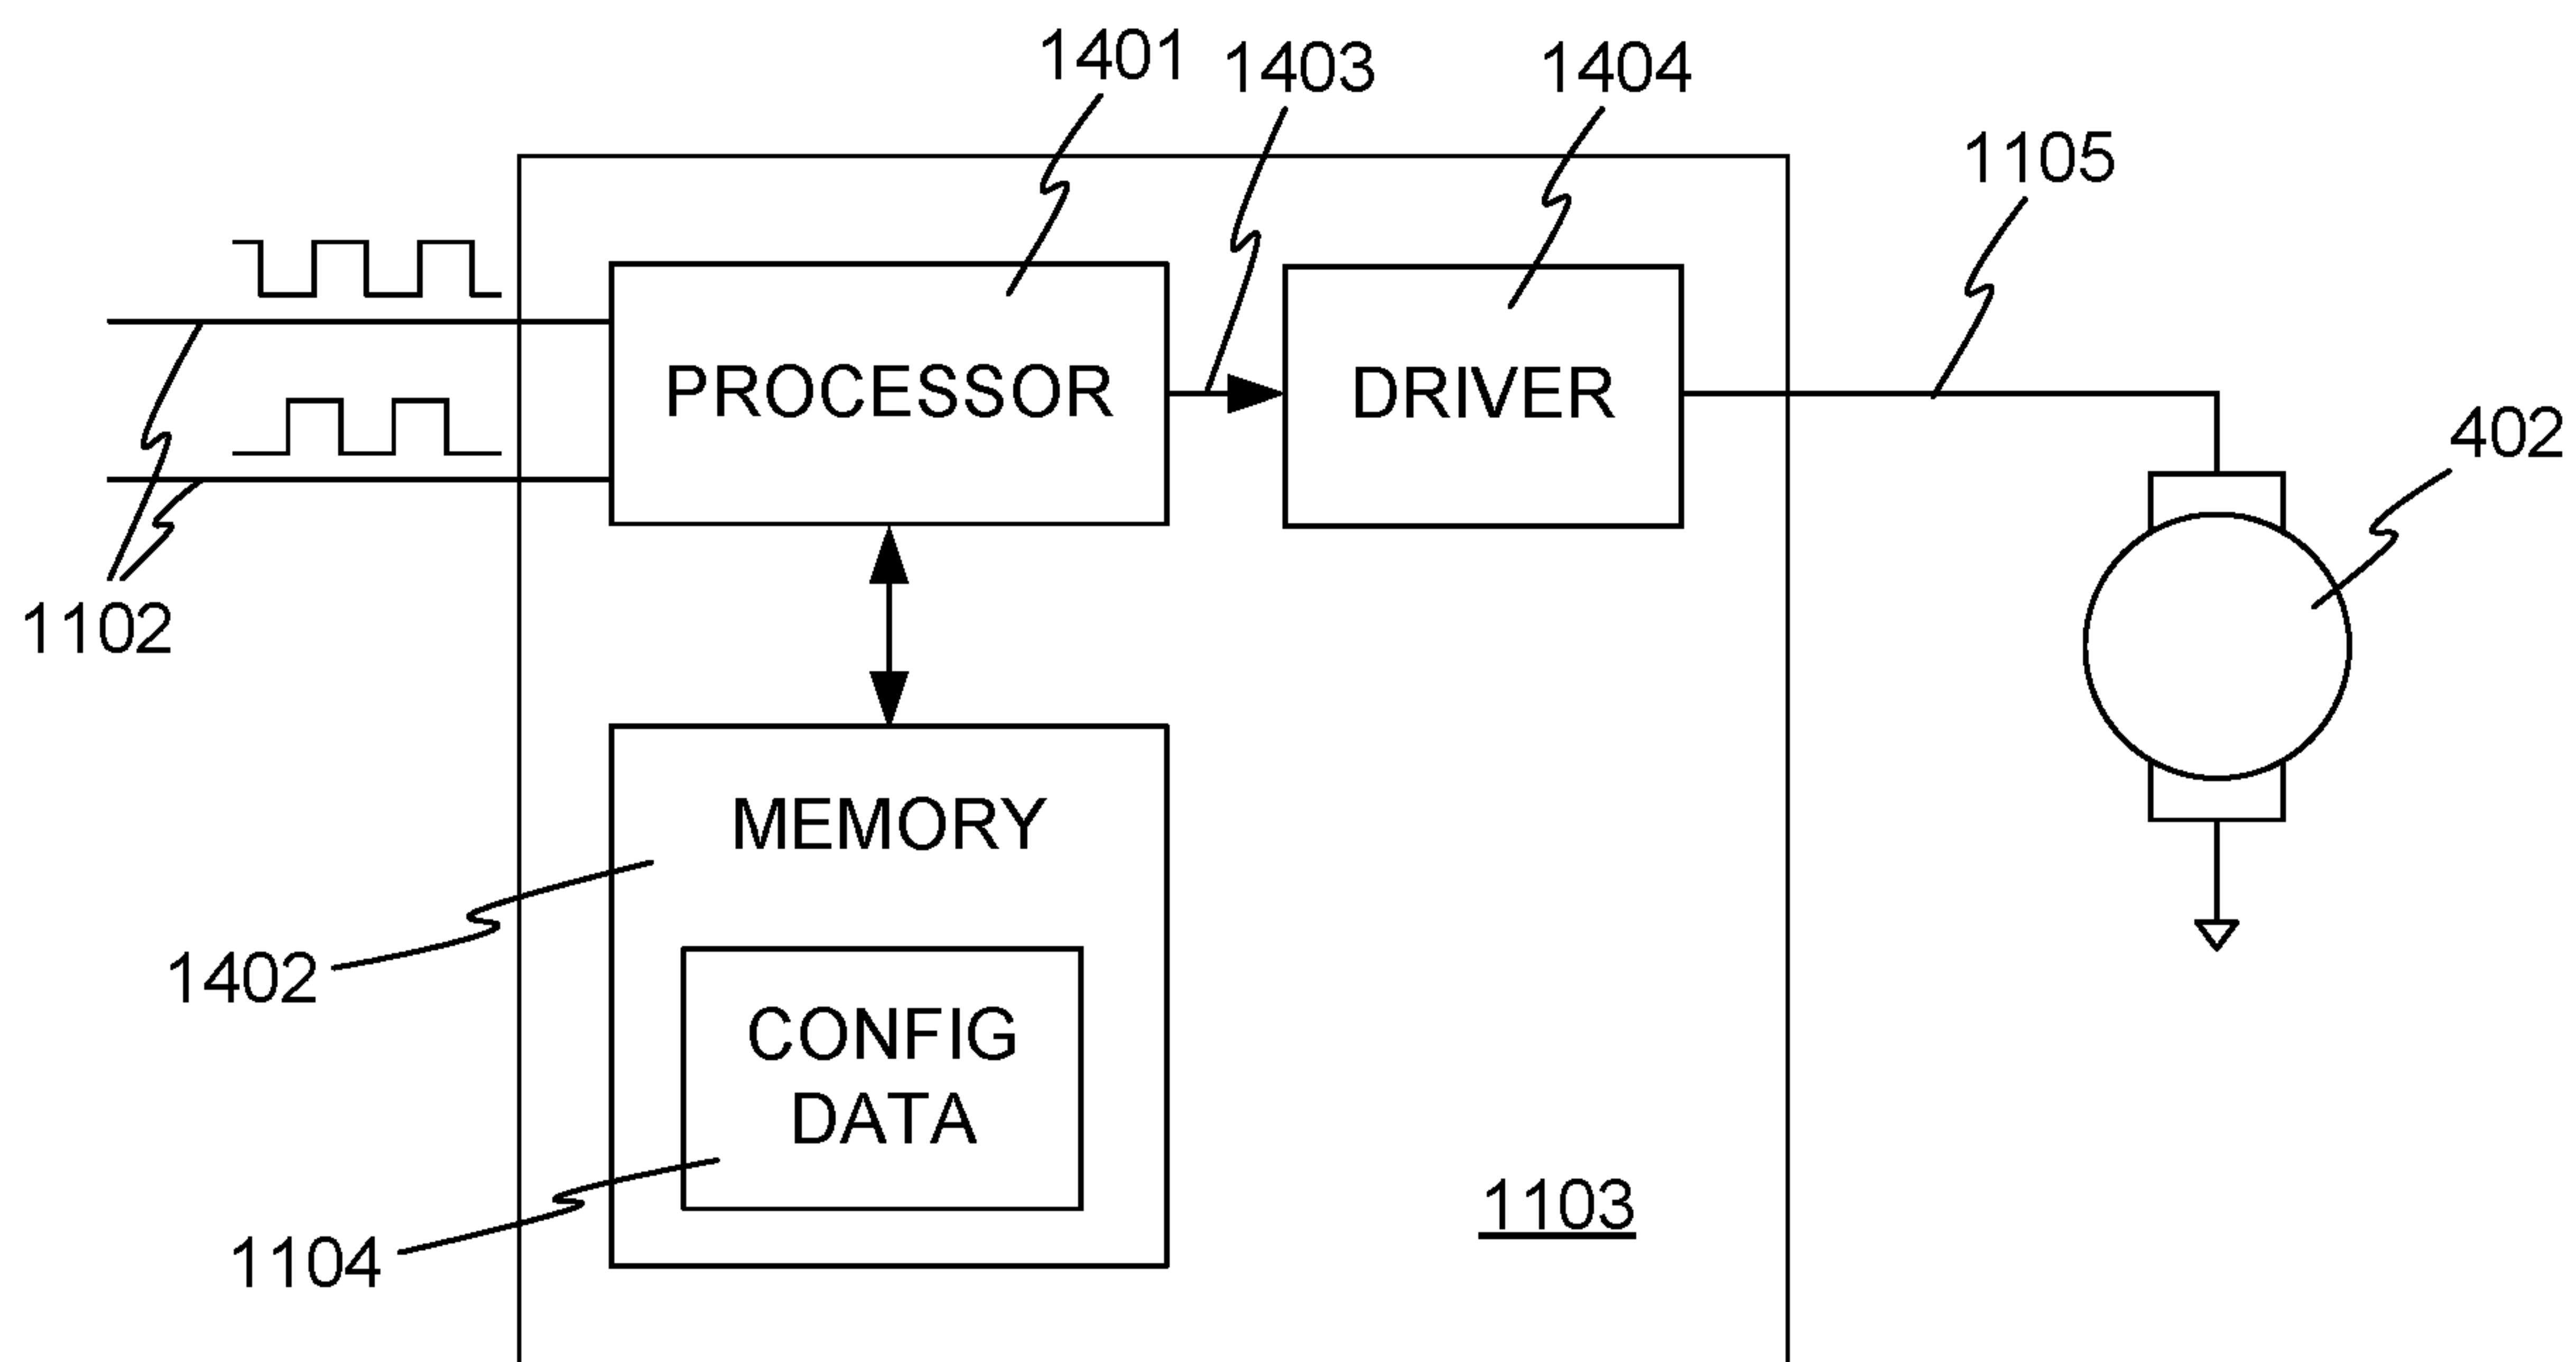 1401
1403
1404
1105
PROCESSOR
DRIVER
402
1102
MEMORY
1402
CONFIG
DATA
1103
1104